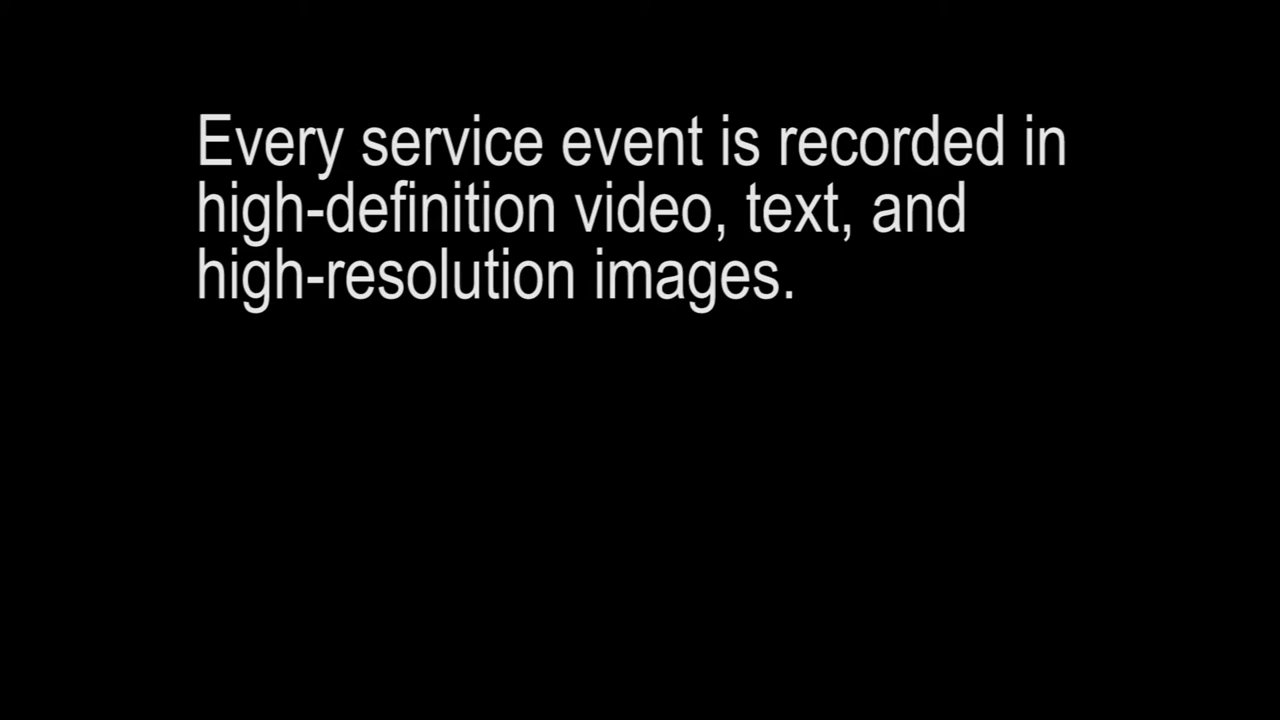 Every service event is recorded in
high-definition video, text, and
high-resolution images.